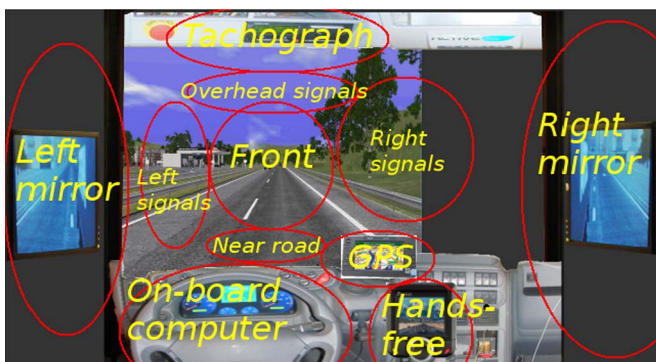 Tachograph
ACTIVE
Overhead signals
Left
mirror
Left
signals
Front
Right
signals
Right
mirror
Near road
GPS
On-board
computer
Hands-
free